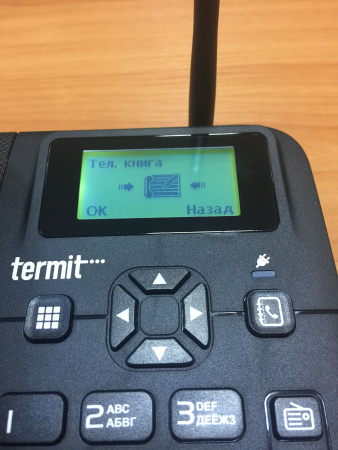 Тел. книга
ОК Назад
termit
2 ABC АБВГ
3 DEF ДЕЁЖЗ